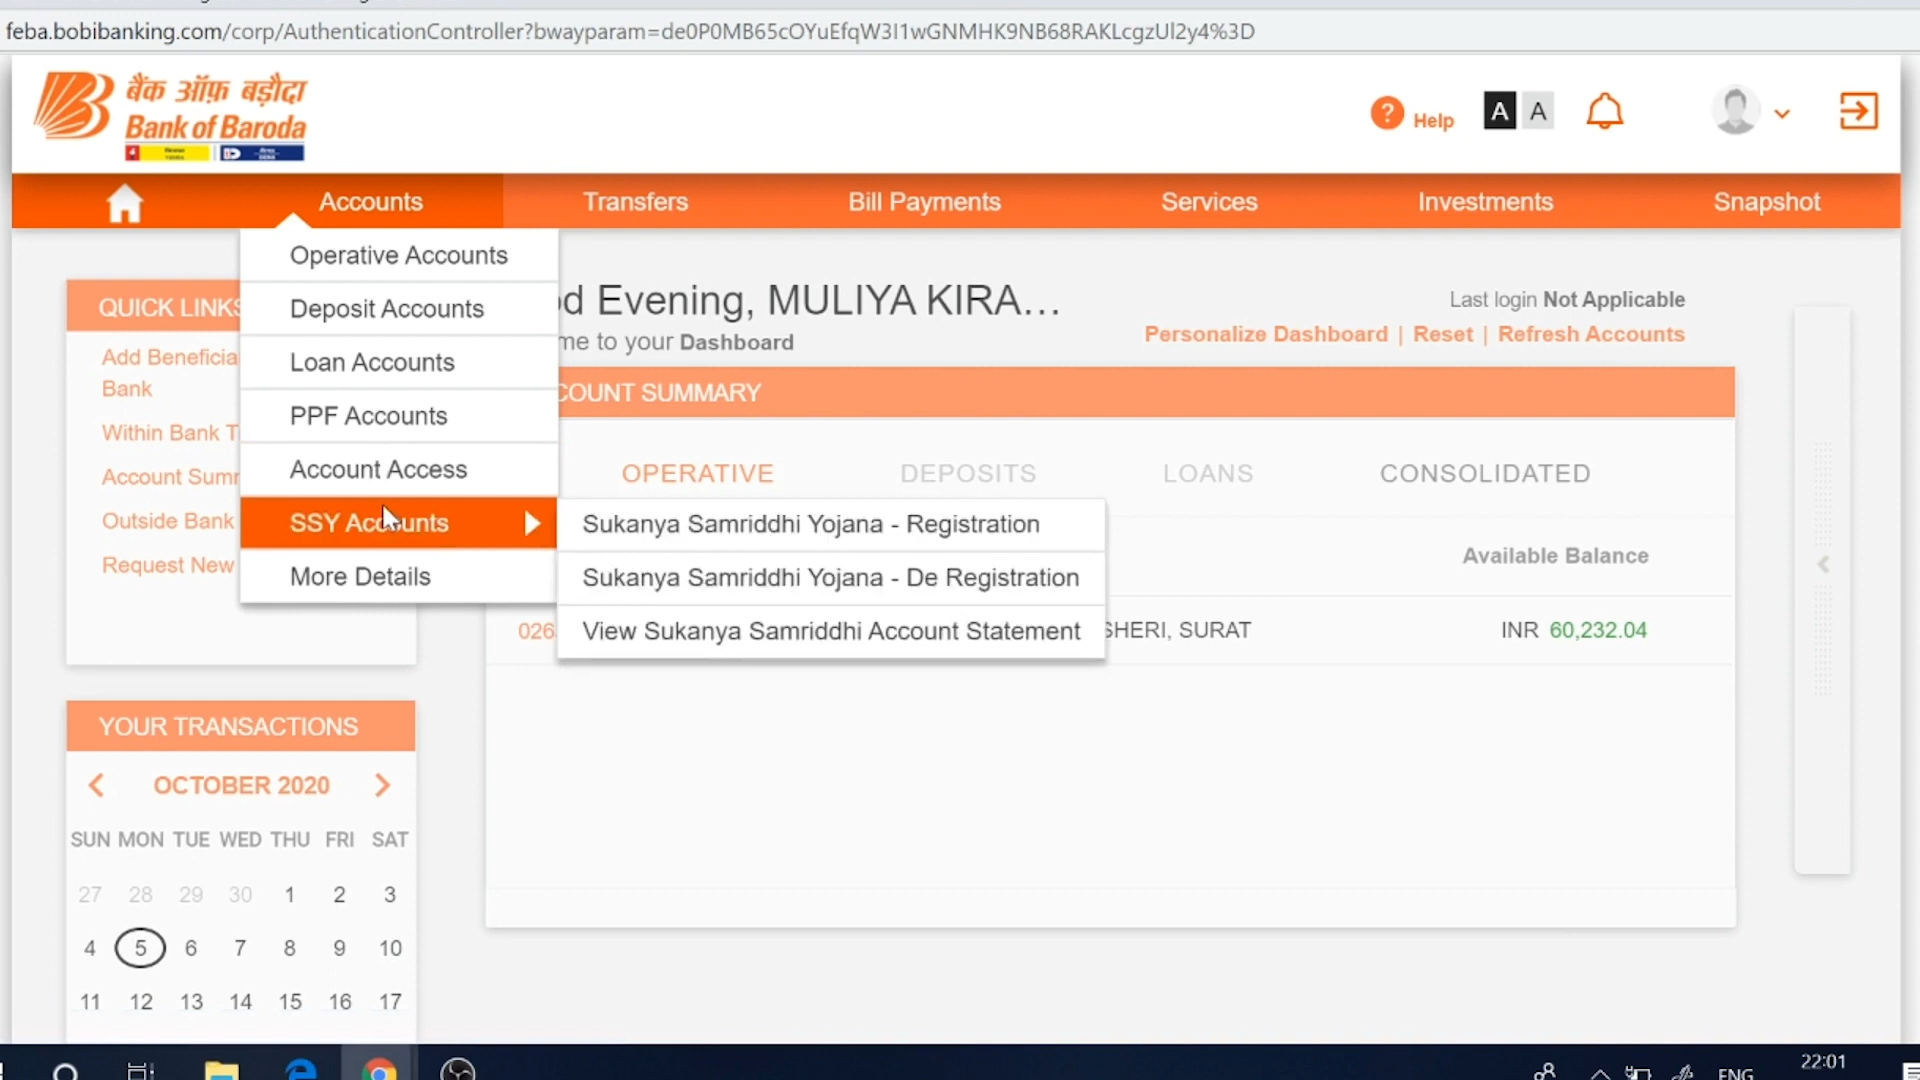 feba.bobibanking.com/corp/AuthenticationController?bwayparam=de0P0MB65cOYuEfqW3I1wGNMHK9NB68RAKLcgzUl2y4%3D
बैंक ऑफ़ बड़ौदा
Bank of Baroda
? Help
A A
Accounts
Transfers
Bill Payments
Services
Investments
Snapshot
Operative Accounts
Deposit Accounts
Loan Accounts
PPF Accounts
Account Access
SSY Accounts
More Details
Sukanya Samriddhi Yojana - Registration
Sukanya Samriddhi Yojana - De Registration
View Sukanya Samriddhi Account Statement
QUICK LINKS
Add Beneficia
Bank
Within Bank T
Account Sumr
Outside Bank
Request New
d Evening, MULIYA KIRA...
me to your Dashboard
Last login Not Applicable
Personalize Dashboard | Reset | Refresh Accounts
COUNT SUMMARY
OPERATIVE
DEPOSITS
LOANS
CONSOLIDATED
Available Balance
026
SHERI, SURAT
INR 60,232.04
YOUR TRANSACTIONS
OCTOBER 2020
SUN MON TUE WED THU FRI SAT
27 28 29 30 1 2 3
4 5 6 7 8 9 10
11 12 13 14 15 16 17
ENG
22:01